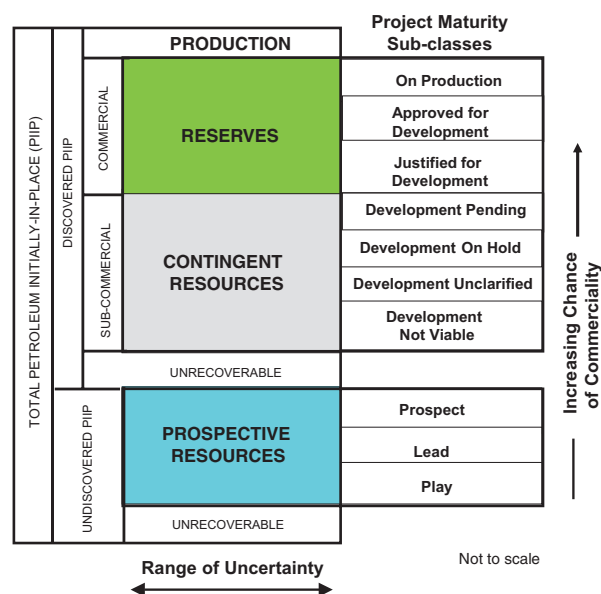 TOTAL PETROLEUM INITIALLY-IN-PLACE (PIIP)
DISCOVERED PIIP
UNDISCOVERED PIIP
COMMERCIAL
SUB-COMMERCIAL
PRODUCTION
RESERVES
CONTINGENT
RESOURCES
UNRECOVERABLE
PROSPECTIVE
RESOURCES
UNRECOVERABLE
Project Maturity
Sub-classes
On Production
Approved for
Development
Justified for
Development
Development Pending
Development On Hold
Development Unclarified
Development
Not Viable
Prospect
Lead
Play
Increasing Chance
of Commerciality
Range of Uncertainty
Not to scale